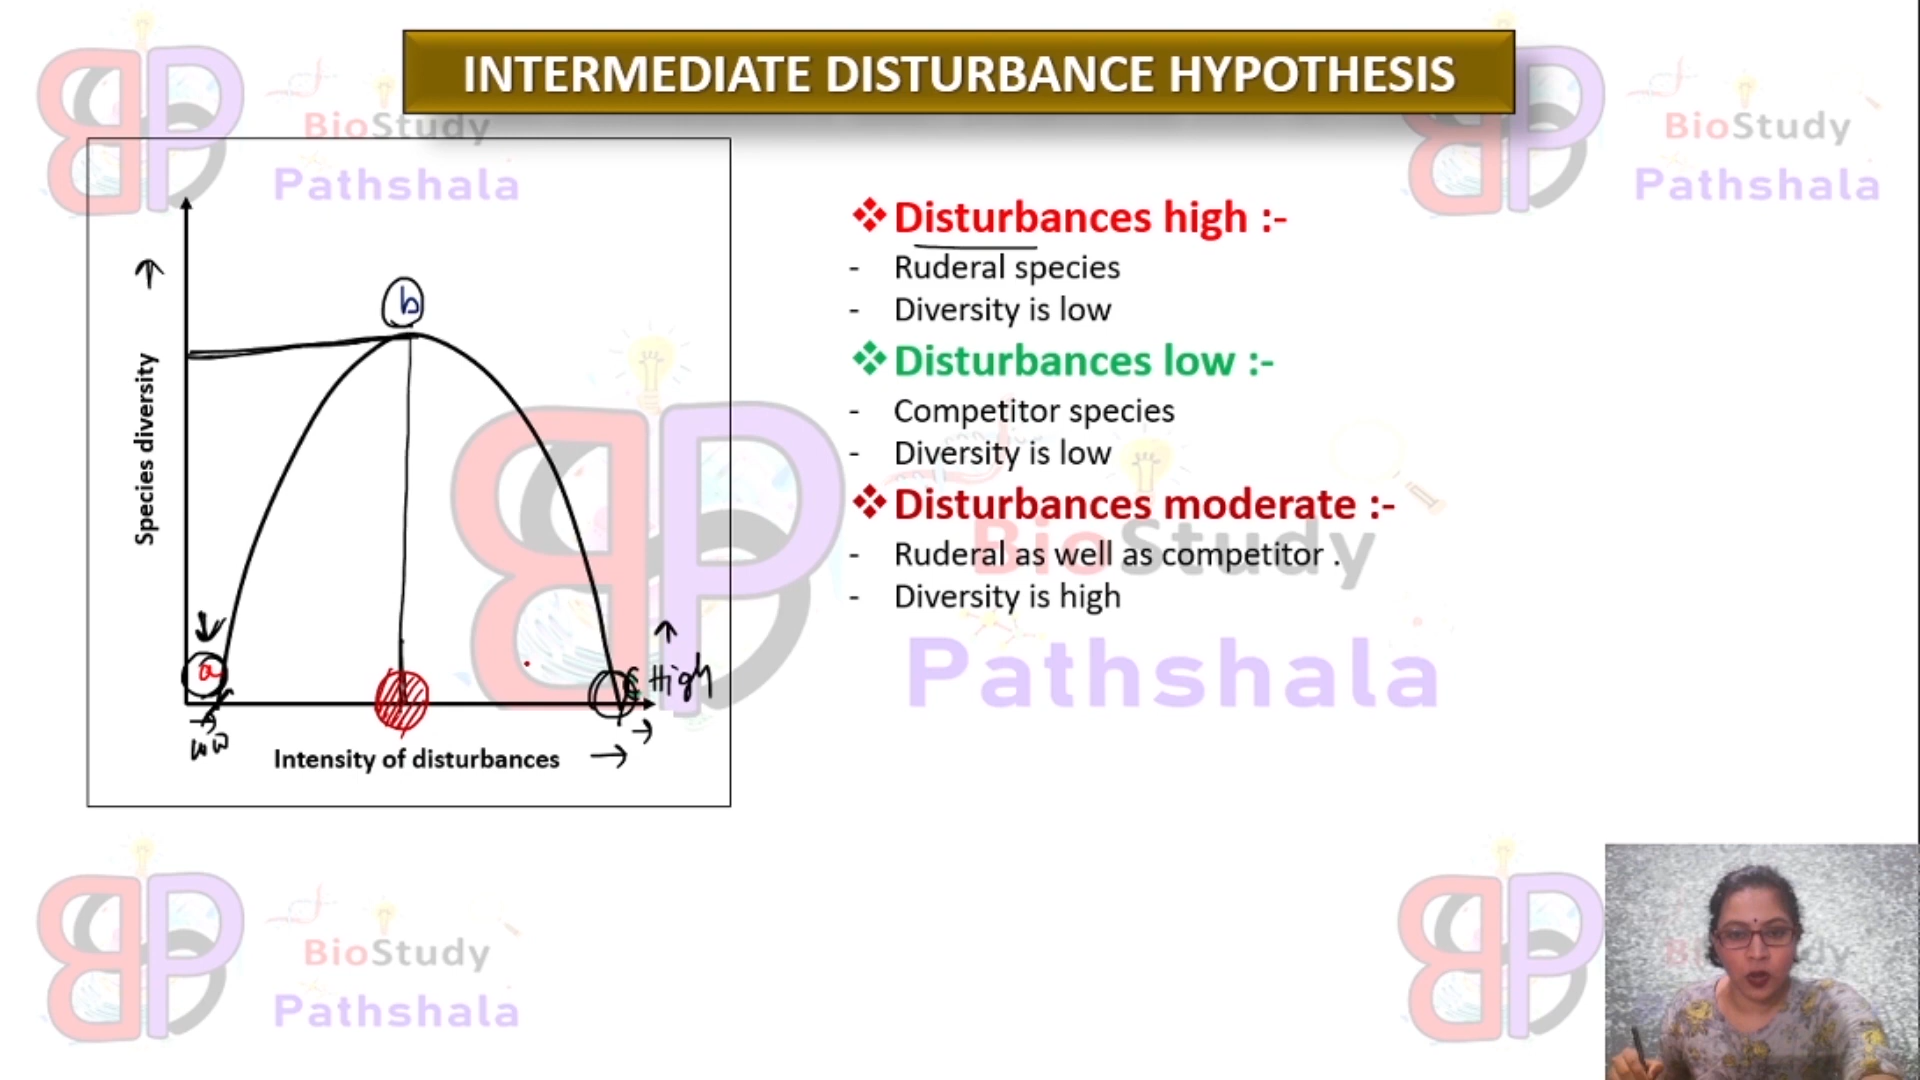 INTERMEDIATE DISTURBANCE HYPOTHESIS
BioStudy
Pathshala
BioStudy
Pathshala
b
Species diversity
a
low
c High
Intensity of disturbances
❖ Disturbances high :-
- Ruderal species
- Diversity is low
❖ Disturbances low :-
- Competitor species
- Diversity is low
❖ Disturbances moderate :-
- Ruderal as well as competitor .
- Diversity is high
BioStudy
Pathshala
BioStudy
Pathshala